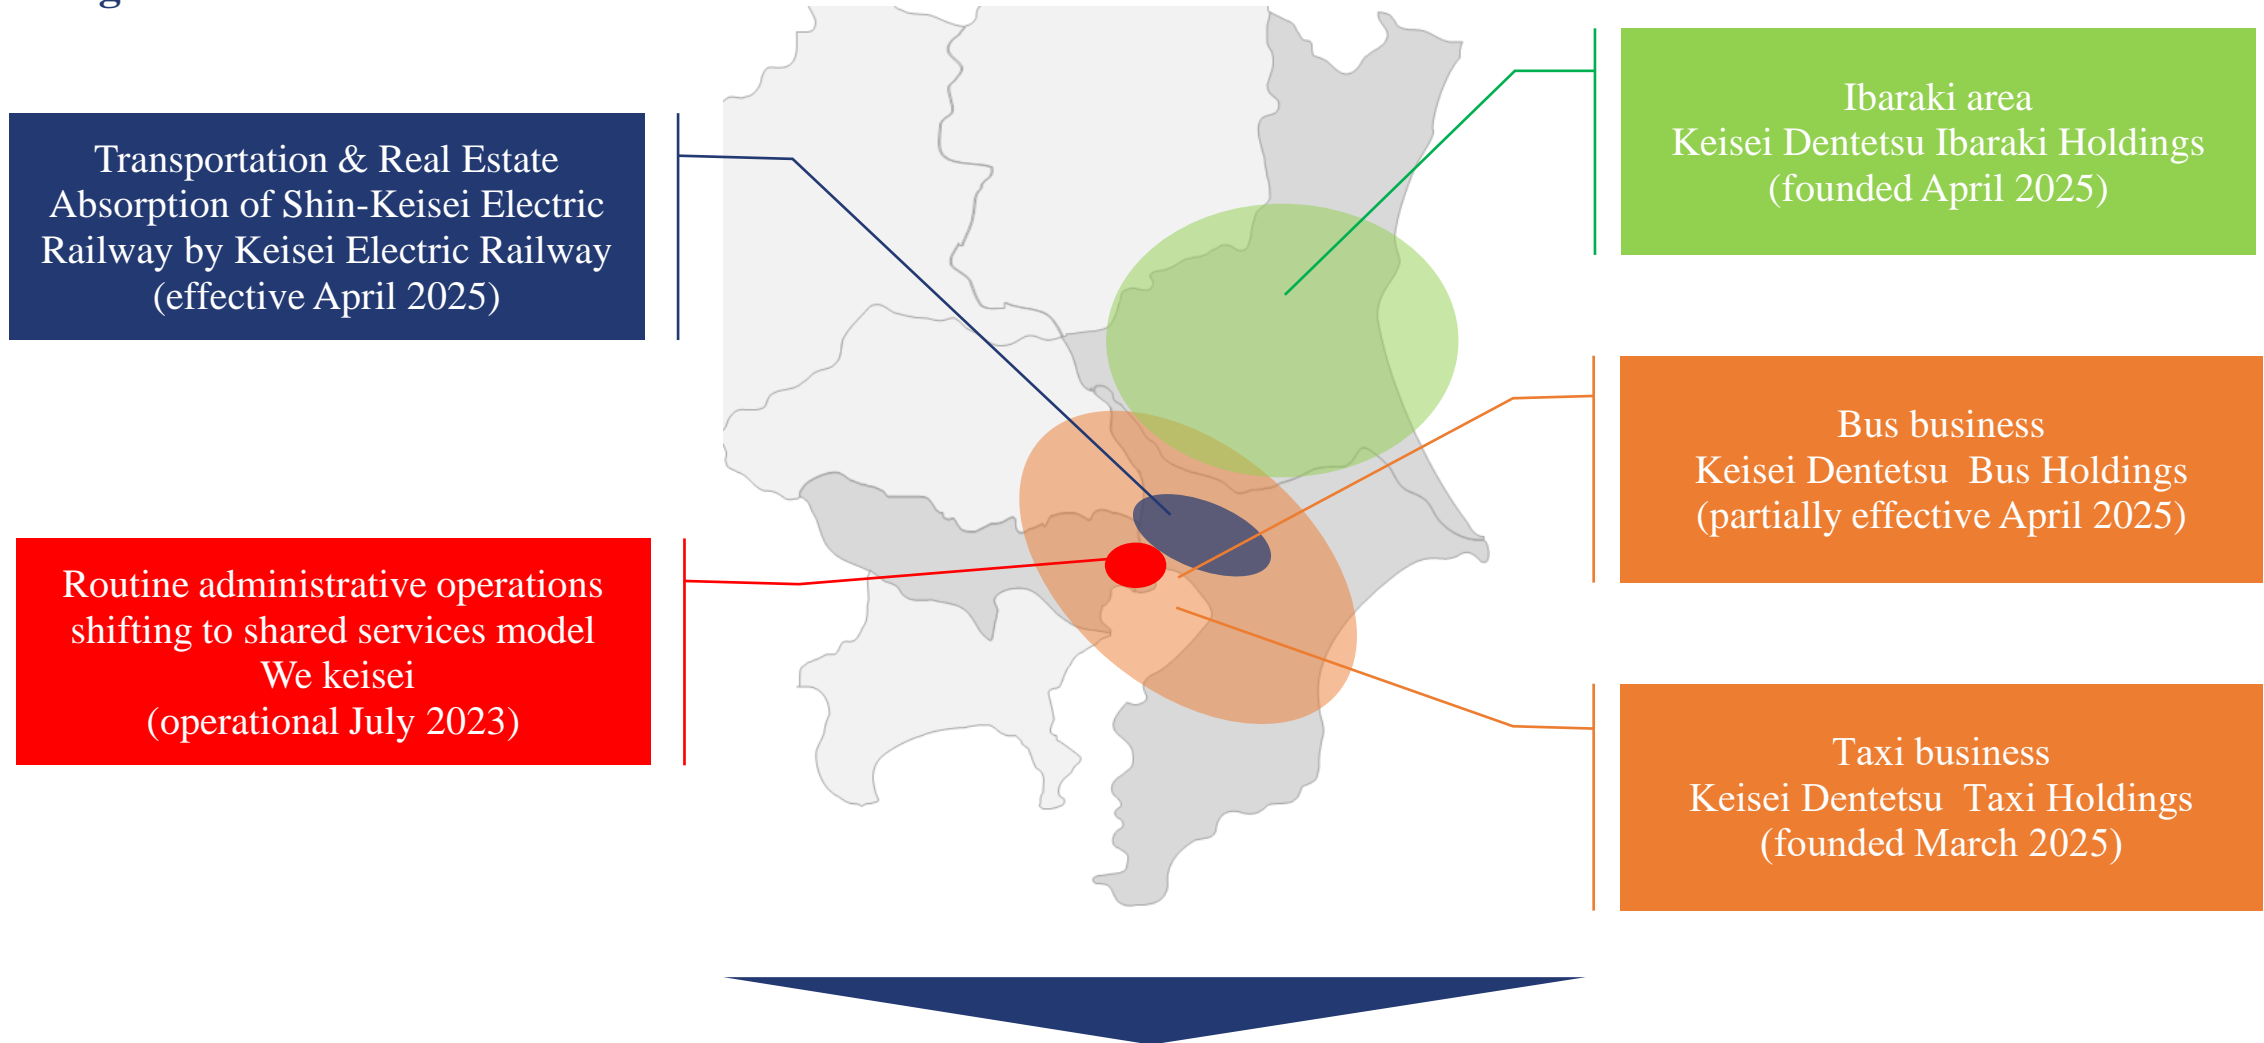 Transportation & Real Estate
Absorption of Shin-Keisei Electric
Railway by Keisei Electric Railway
(effective April 2025)
Routine administrative operations
shifting to shared services model
We keisei
(operational July 2023)
Ibaraki area
Keisei Dentetsu Ibaraki Holdings
(founded April 2025)
Bus business
Keisei Dentetsu Bus Holdings
(partially effective April 2025)
Taxi business
Keisei Dentetsu Taxi Holdings
(founded March 2025)